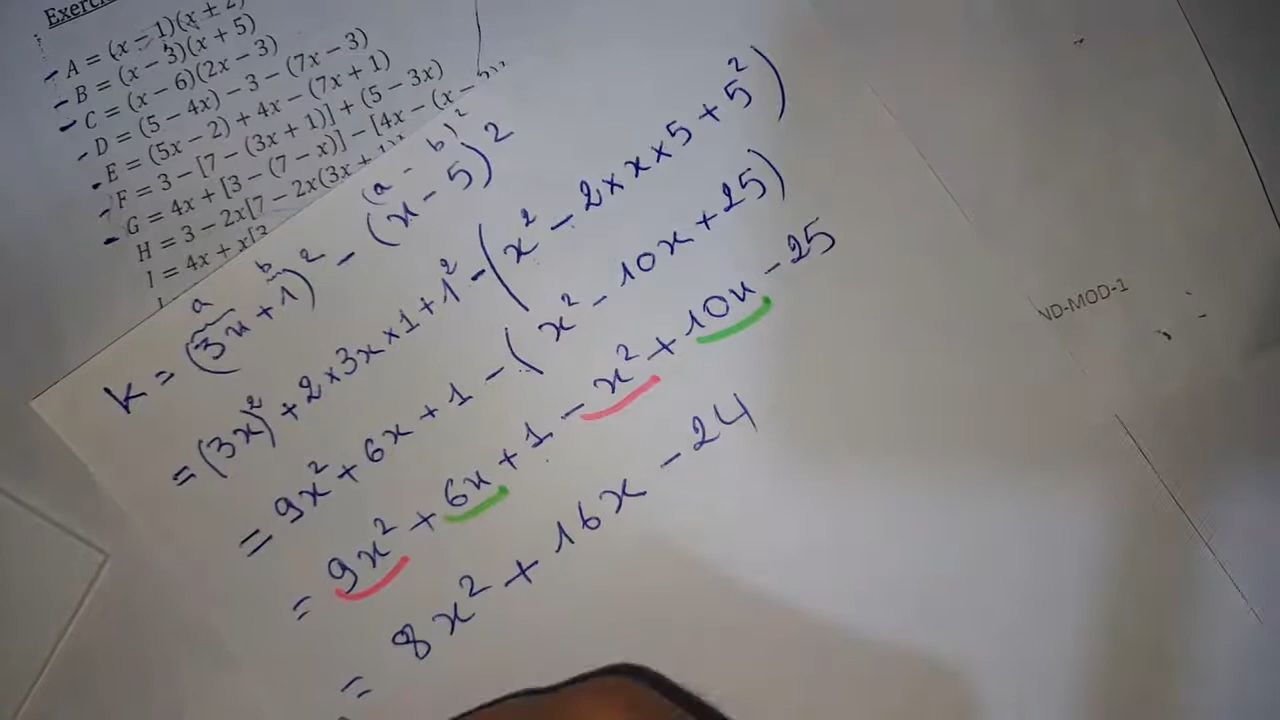 A = (x − 1)(x + 2
B = (x − 3)(x + 5)
C = (x − 6)(2x − 3)
D = (5 − 4x) − 3 − (7x − 3)
E = (5x − 2) + 4x − (7x + 1)
F = 3 − [7 − (3x + 1)] + (5 − 3x)
G = 4x + [3 − (7 − x)] − [4x − (x −
H = 3 − 2x[7 − 2x(3x + 1))
I = 4x + x[3
(a - b)²
a b
K = (3x + 1)² - (x - 5)²
= (3x)² + 2×3x×1 + 1² - (x² - 2×x×5 + 5²)
= 9x² + 6x + 1 - (x² - 10x + 25)
= 9x² + 6x + 1 - x² + 10x - 25
= 8x² + 16x - 24
ND-MOD-1